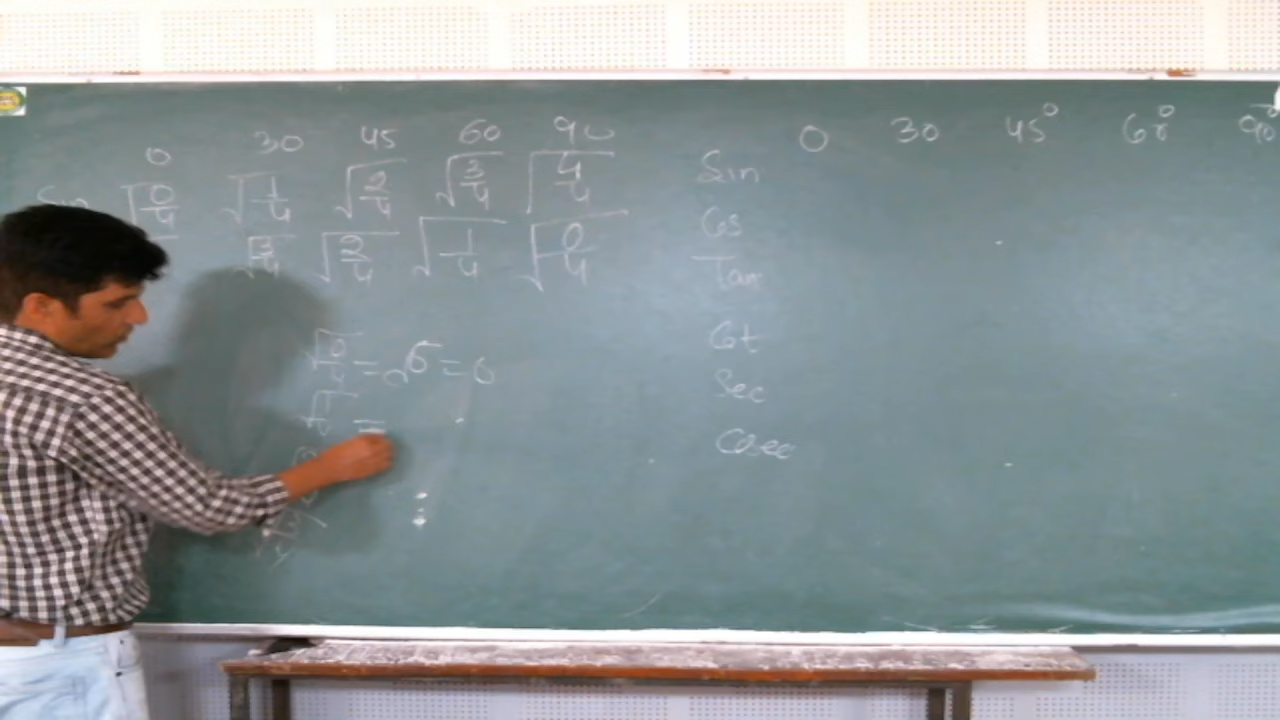 0 30 45 60 90
Sin √0/4 √1/4 √2/4 √3/4 √4/4
√3/4 √2/4 √1/4 √0/4
√0/4 = √0 = 0
=
0 30 45° 60° 90°
Sin
Cos
Tan
Cot
Sec
Cosec